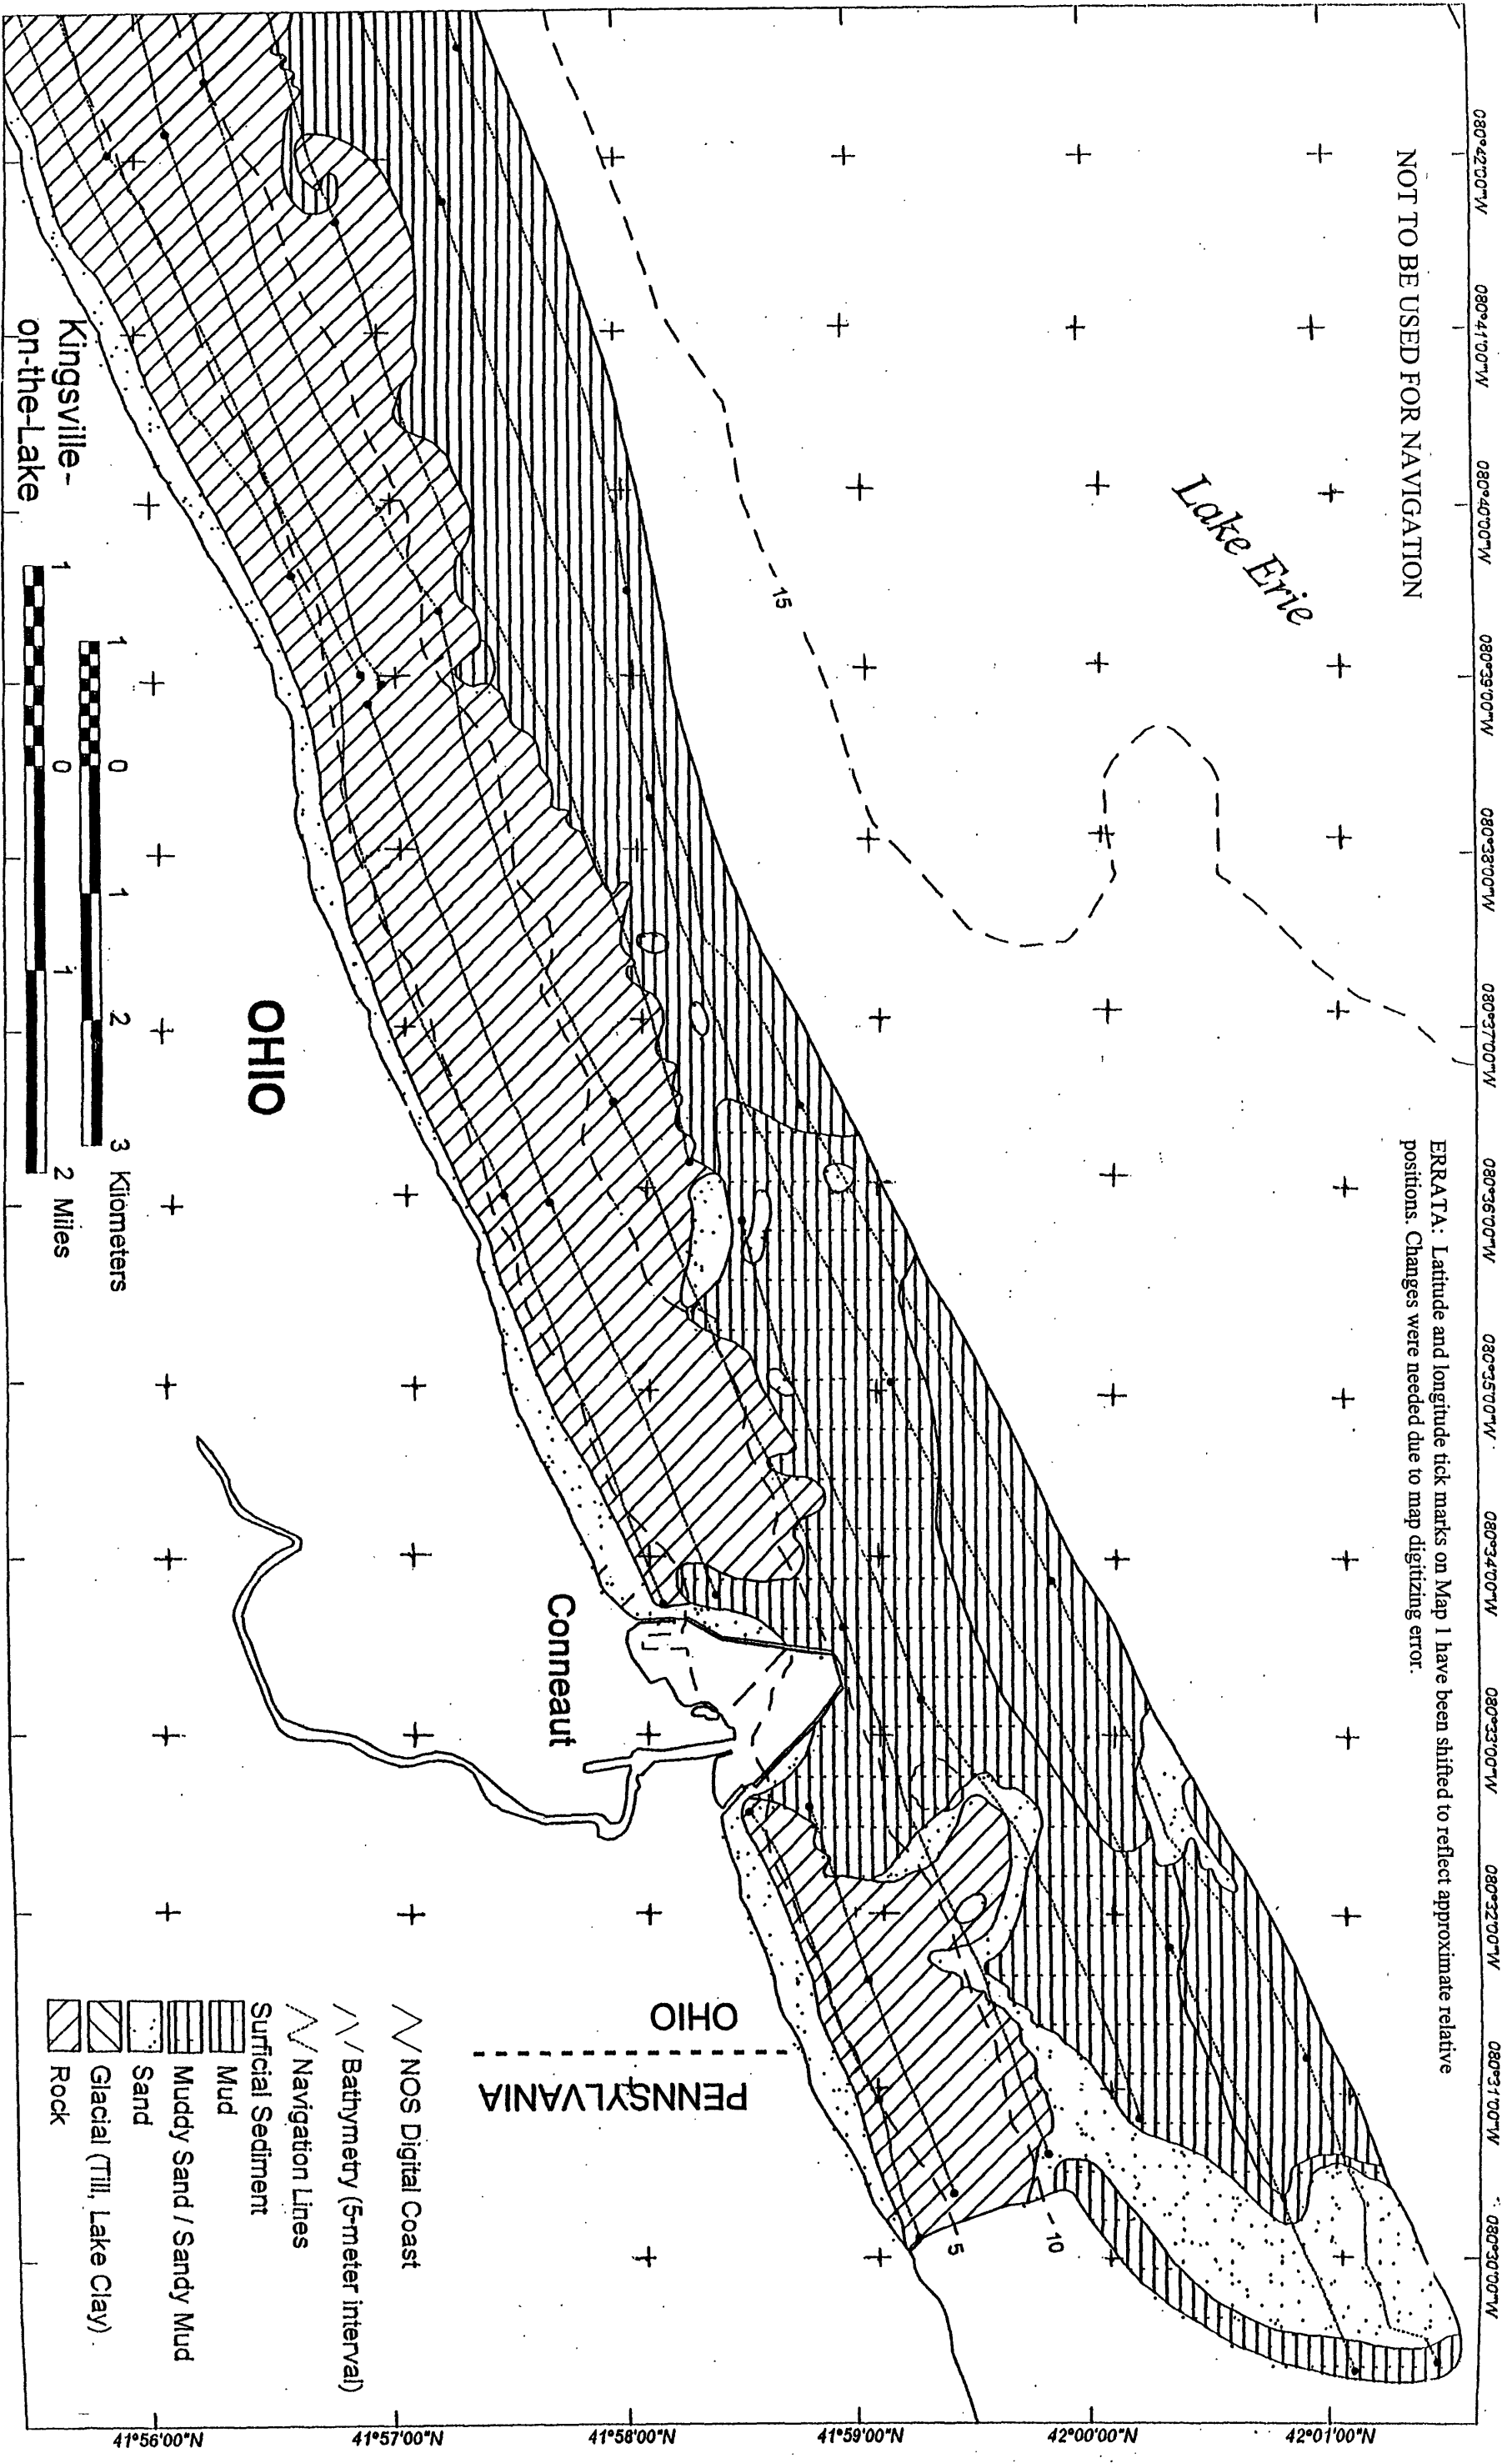 080°42'00"W
080°41'00"W
080°40'00"W
080°39'00"W
080°38'00"W
080°37'00"W
080°36'00"W
080°35'00"W
080°34'00"W
080°33'00"W
080°32'00"W
080°31'00"W
080°30'00"W
NOT TO BE USED FOR NAVIGATION
ERRATA: Latitude and longitude tick marks on Map 1 have been shifted to reflect approximate relative
positions. Changes were needed due to map digitizing error.
Lake Erie
15
10
5
42°01'00"N
42°00'00"N
41°59'00"N
41°58'00"N
41°57'00"N
41°56'00"N
Conneaut
OHIO
PENNSYLVANIA
OHIO
Kingsville-
on-the-Lake
1 0 1 2 3 Kilometers
1 0 1 2 Miles
NOS Digital Coast
Bathymetry (5-meter interval)
Navigation Lines
Surficial Sediment
Mud
Muddy Sand / Sandy Mud
Sand
Glacial (Till, Lake Clay)
Rock